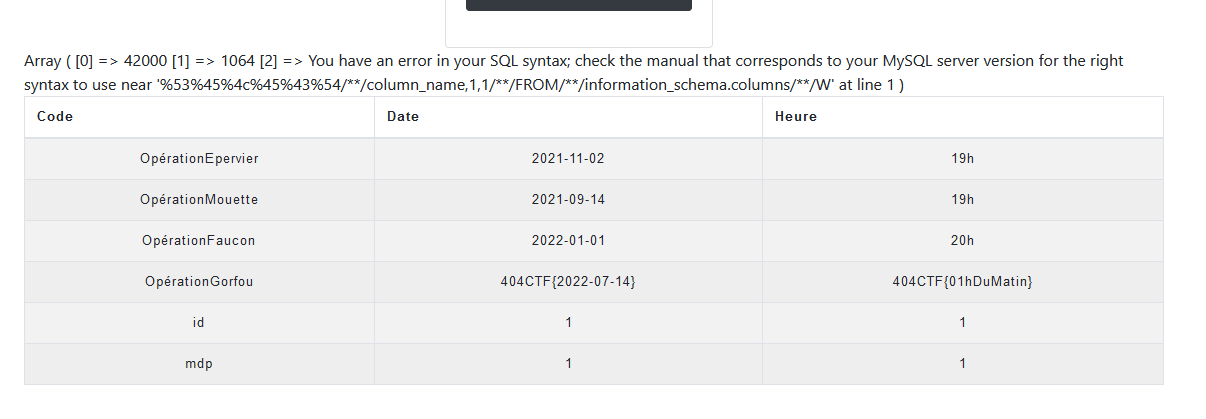 Array ( [0] => 42000 [1] => 1064 [2] => You have an error in your SQL syntax; check the manual that corresponds to your MySQL server version for the right
syntax to use near '%53%45%4c%45%43%54/**/column_name,1,1/**/FROM/**/information_schema.columns/**/W' at line 1 )
Code Date Heure
OpérationEpervier 2021-11-02 19h
OpérationMouette 2021-09-14 19h
OpérationFaucon 2022-01-01 20h
OpérationGorfou 404CTF{2022-07-14} 404CTF{01hDuMatin}
id 1 1
mdp 1 1